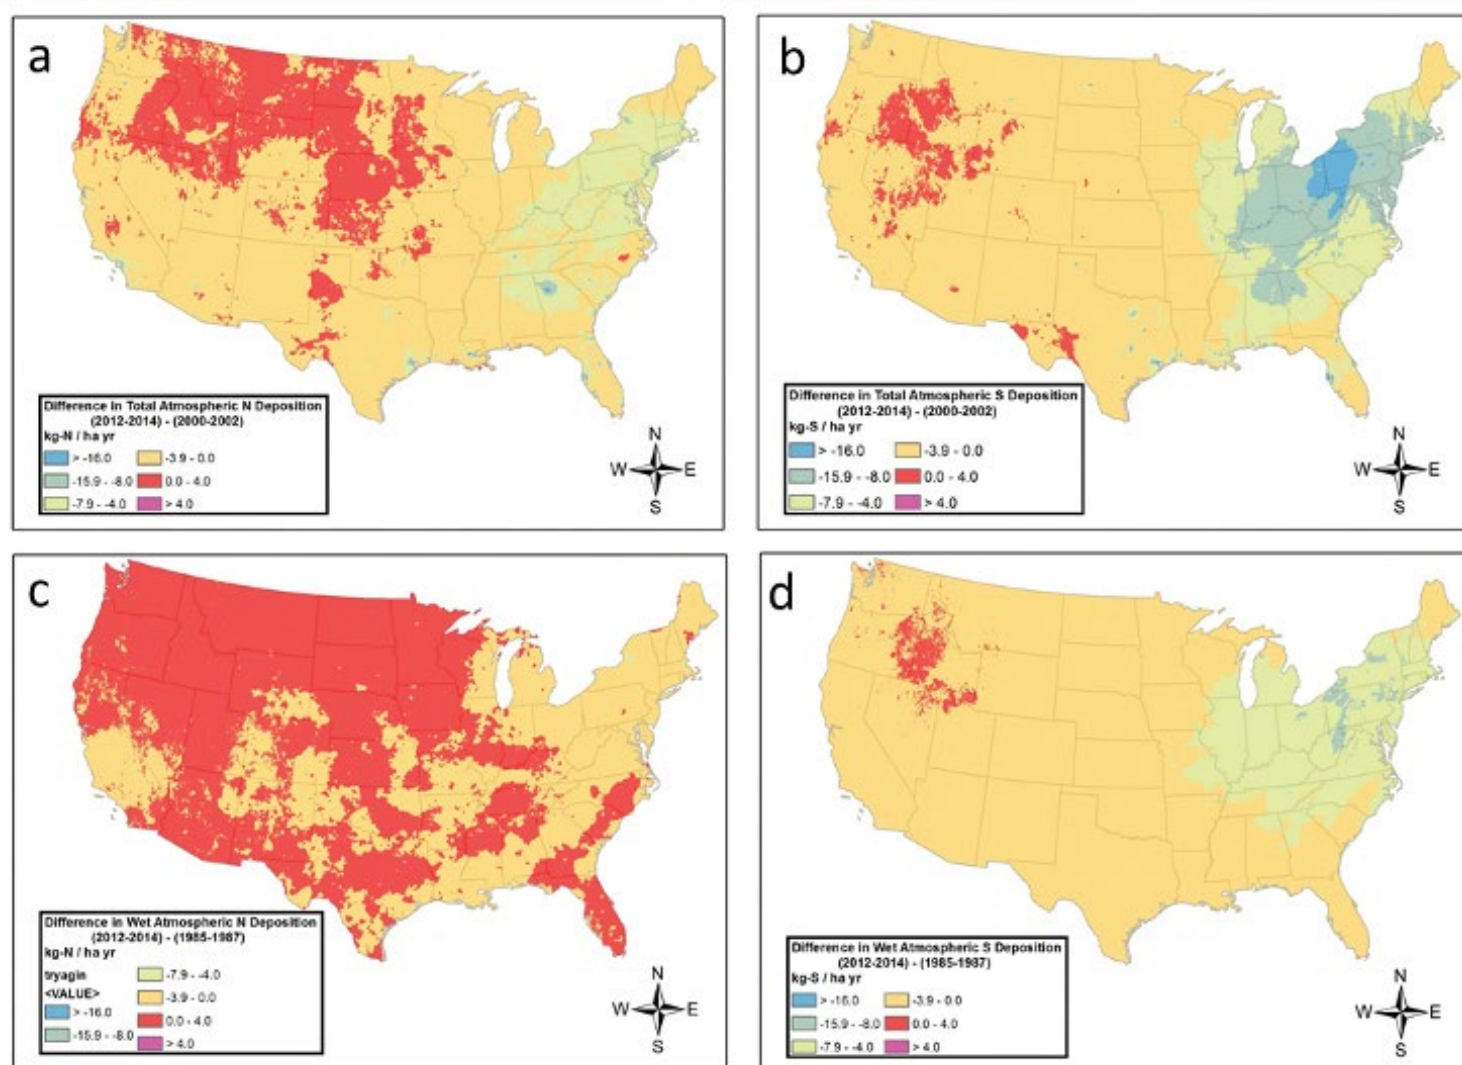 a
Difference in Total Atmospheric N Deposition
(2012-2014) - (2000-2002)
kg-N / ha yr
> -16.0 -3.9 - 0.0
-15.9 - -8.0 0.0 - 4.0
-7.9 - -4.0 > 4.0
N
W E
S
b
Difference in Total Atmospheric S Deposition
(2012-2014) - (2000-2002)
kg-S / ha yr
> -16.0 -3.9 - 0.0
-15.9 - -8.0 0.0 - 4.0
-7.9 - -4.0 > 4.0
N
W E
S
c
Difference in Wet Atmospheric N Deposition
(2012-2014) - (1985-1987)
kg-N / ha yr
tryagin
<VALUE>
> -16.0
-15.9 - -8.0
-7.9 - -4.0
-3.9 - 0.0
0.0 - 4.0
> 4.0
N
W E
S
d
Difference in Wet Atmospheric S Deposition
(2012-2014) - (1985-1987)
kg-S / ha yr
> -16.0 -3.9 - 0.0
-15.9 - -8.0 0.0 - 4.0
-7.9 - -4.0 > 4.0
N
W E
S